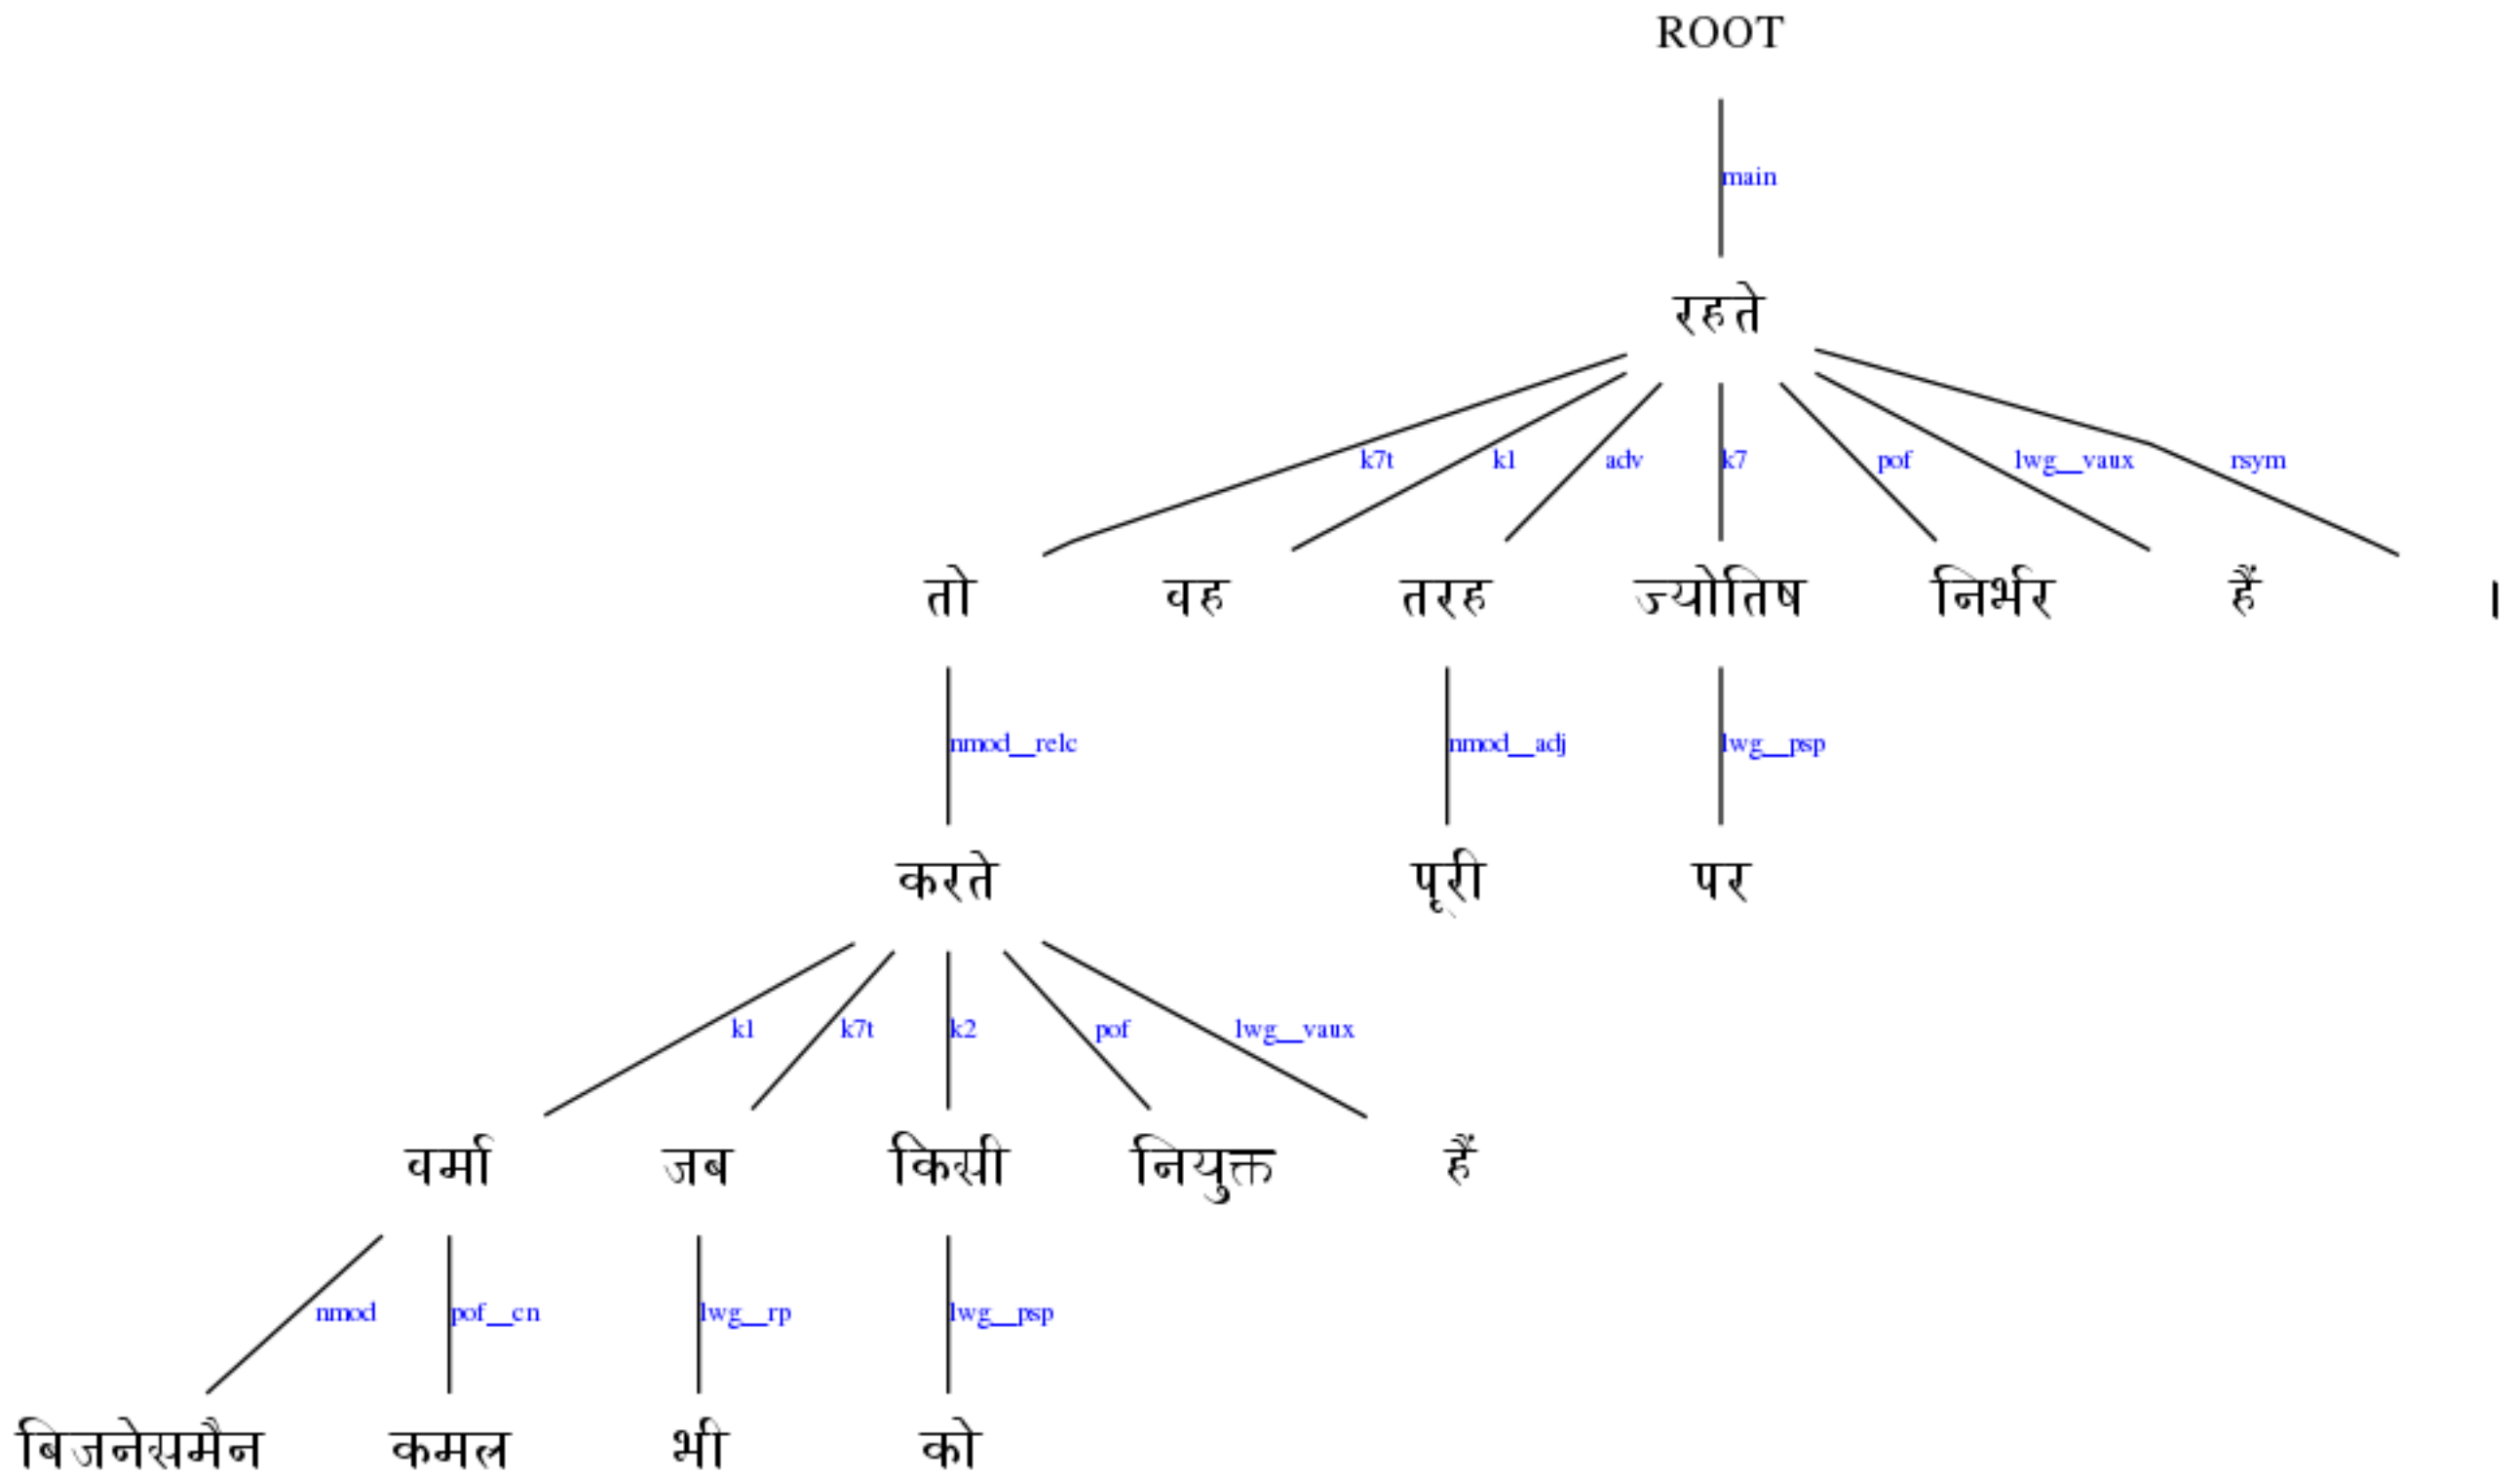 ROOT
main
रहते
k7t k1 adv k7 pof lwg__vaux rsym
तो वह तरह ज्योतिष निर्भर हैं ।
nmod__relc nmod__adj lwg__psp
करते पूरी पर
k1 k7t k2 pof lwg__vaux
वर्मा जब किसी नियुक्त हैं
nmod pof__cn lwg__rp lwg__psp
बिजनेसमैन कमल भी को